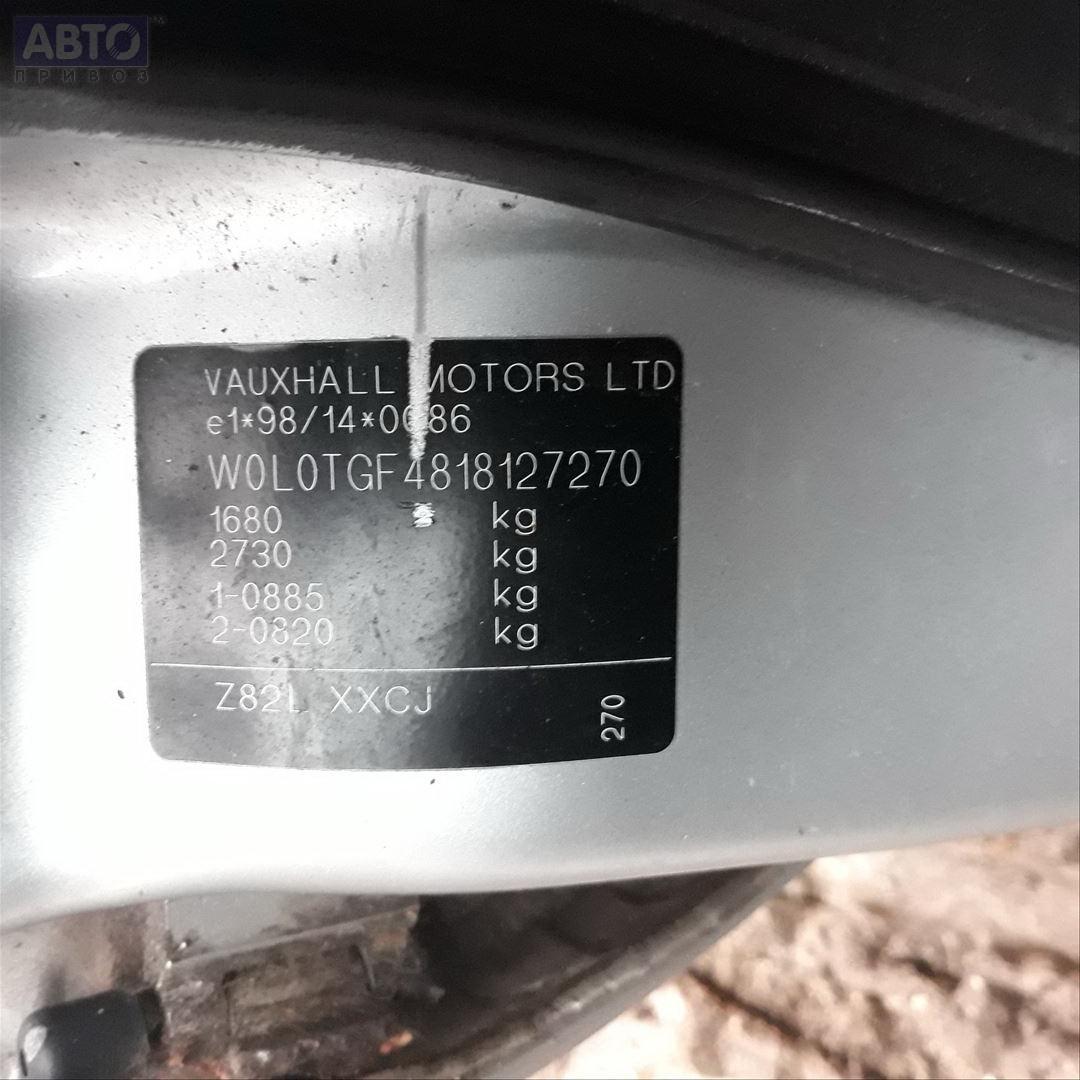 АВТО
ПРИВОЗ
VAUXHALL MOTORS LTD
e1*98/14*0086
W0L0TGF4818127270
1680 kg
2730 kg
1-0885 kg
2-0820 kg
Z82L XXCJ
270